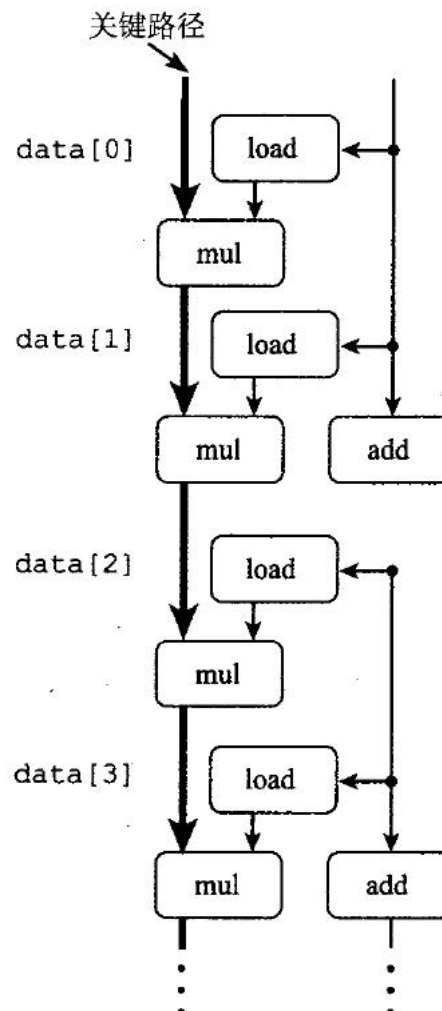 关键路径
data[0]
load
mul
data[1]
load
mul
add
data[2]
load
mul
data[3]
load
mul
add